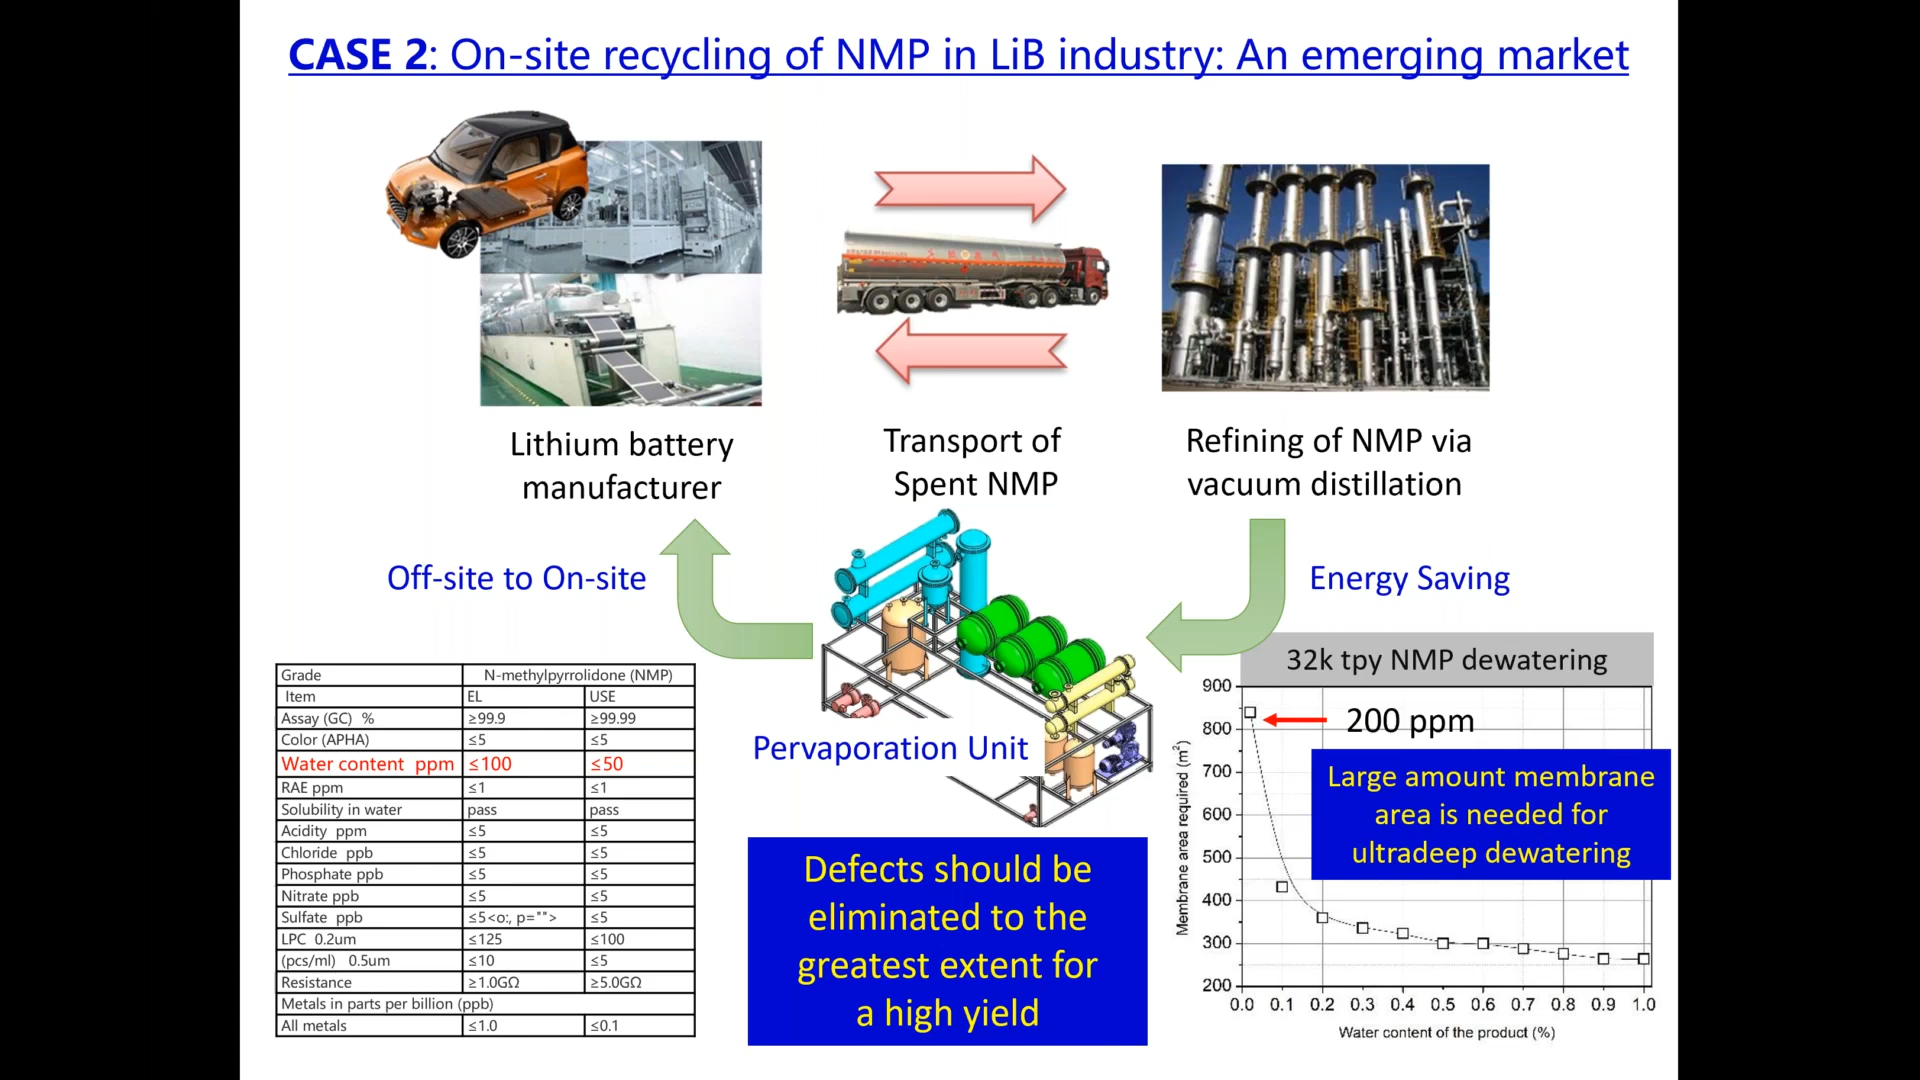 CASE 2: On-site recycling of NMP in LiB industry: An emerging market
Lithium battery
manufacturer
Transport of
Spent NMP
Refining of NMP via
vacuum distillation
Off-site to On-site
Energy Saving
Pervaporation Unit
Grade N-methylpyrrolidone (NMP)
Item EL USE
Assay (GC) % ≥99.9 ≥99.99
Color (APHA) ≤5 ≤5
Water content ppm ≤100 ≤50
RAE ppm ≤1 ≤1
Solubility in water pass pass
Acidity ppm ≤5 ≤5
Chloride ppb ≤5 ≤5
Phosphate ppb ≤5 ≤5
Nitrate ppb ≤5 ≤5
Sulfate ppb ≤5<o:, p=""> ≤5
LPC 0.2um ≤125 ≤100
(pcs/ml) 0.5um ≤10 ≤5
Resistance ≥1.0GΩ ≥5.0GΩ
Metals in parts per billion (ppb)
All metals ≤1.0 ≤0.1
Defects should be
eliminated to the
greatest extent for
a high yield
32k tpy NMP dewatering
200 ppm
Large amount membrane
area is needed for
ultradeep dewatering
Membrane area required (m²)
900
800
700
600
500
400
300
200
0.0 0.1 0.2 0.3 0.4 0.5 0.6 0.7 0.8 0.9 1.0
Water content of the product (%)